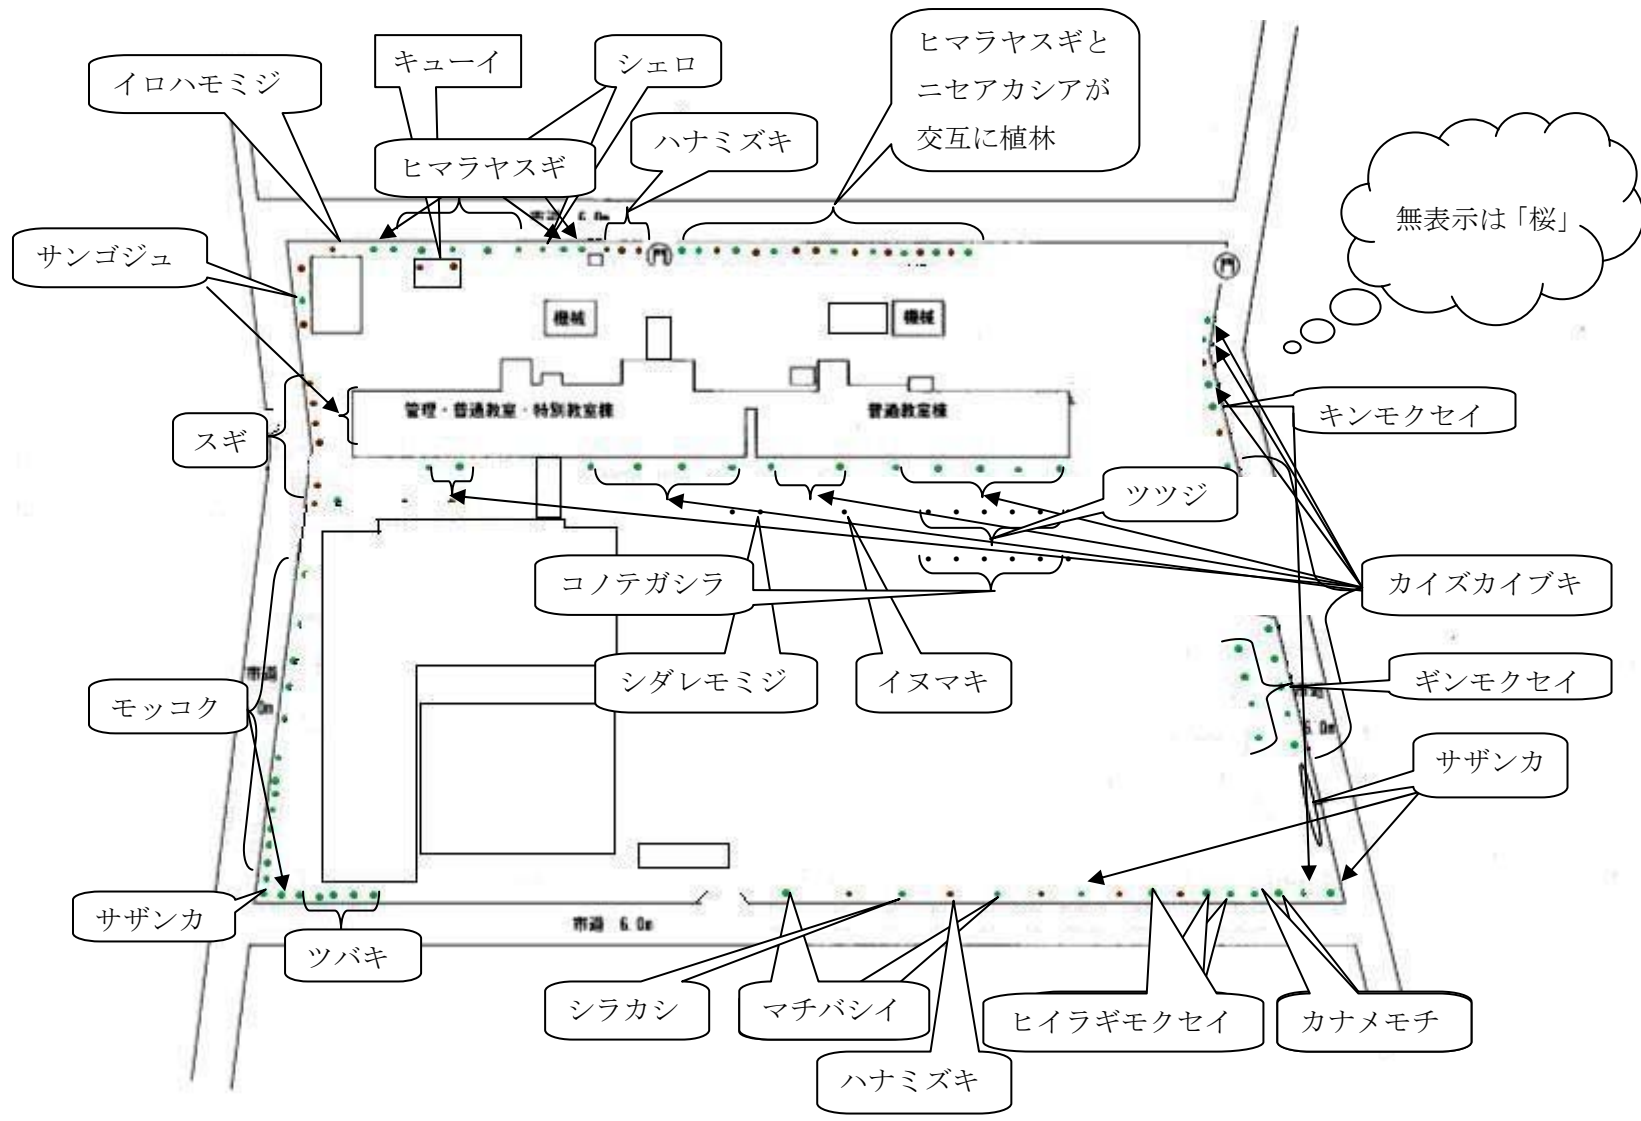 ヒマラヤスギと
ニセアカシアが
交互に植林
キューイ
シェロ
イロハモミジ
ハナミズキ
ヒマラヤスギ
無表示は「桜」
市道 6.0m
サンゴジュ
門
門
機械
機械
管理・普通教室・特別教室棟
普通教室棟
キンモクセイ
スギ
ツツジ
コノテガシラ
カイズカイブキ
シダレモミジ
イヌマキ
ギンモクセイ
市道
0m
モッコク
市道
6.0m
サザンカ
サザンカ
市道 6.0m
ツバキ
シラカシ
マチバシイ
ヒイラギモクセイ
カナメモチ
ハナミズキ